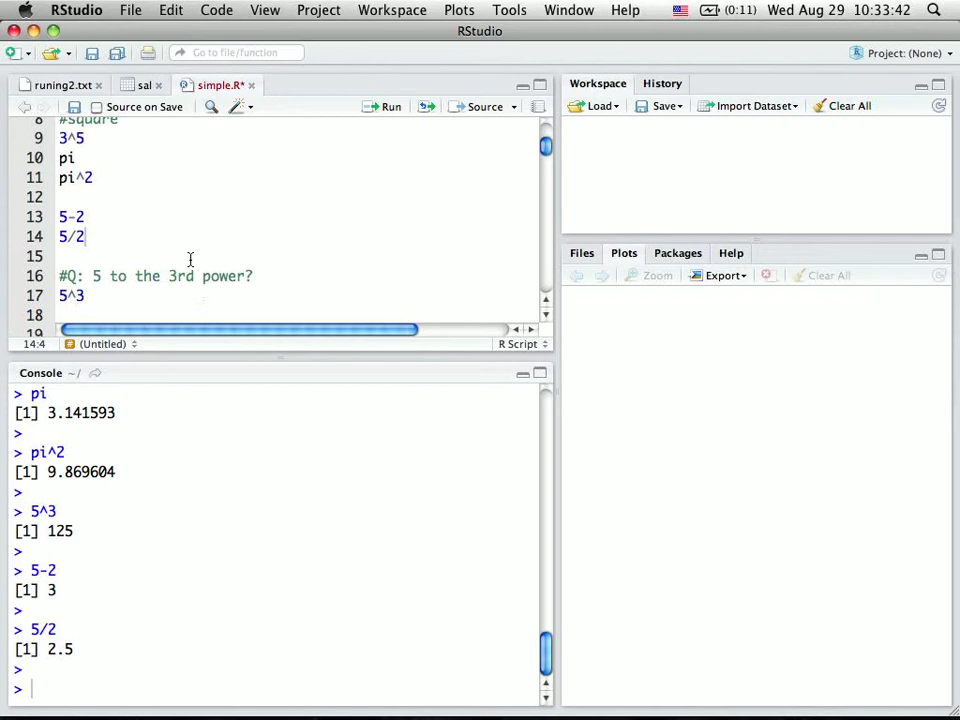 RStudio File Edit Code View Project Workspace Plots Tools Window Help (0:11) Wed Aug 29 10:33:42
RStudio
Go to file/function Project: (None)
runing2.txt sal simple.R*
Source on Save Run Source
8 #square
9 3^5
10 pi
11 pi^2
12
13 5-2
14 5/2
15
16 #Q: 5 to the 3rd power?
17 5^3
18
19
14:4 # (Untitled) R Script
Console ~/
> pi
[1] 3.141593
>
> pi^2
[1] 9.869604
>
> 5^3
[1] 125
>
> 5-2
[1] 3
>
> 5/2
[1] 2.5
>
>
Workspace History
Load Save Import Dataset Clear All
Files Plots Packages Help
Zoom Export Clear All